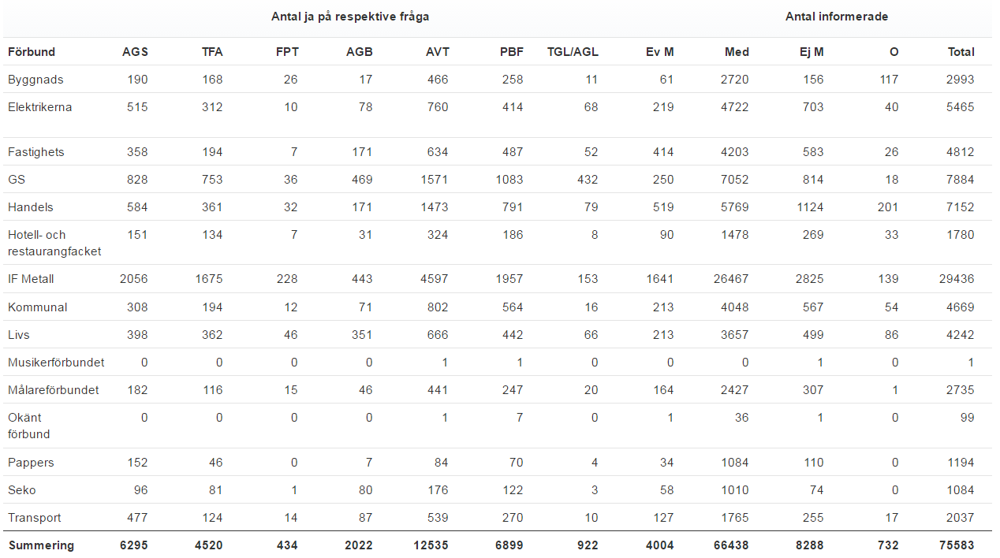 Antal ja på respektive fråga Antal informerade
Förbund AGS TFA FPT AGB AVT PBF TGL/AGL Ev M Med Ej M O Total
Byggnads 190 168 26 17 466 258 11 61 2720 156 117 2993
Elektrikerna 515 312 10 78 760 414 68 219 4722 703 40 5465
Fastighets 358 194 7 171 634 487 52 414 4203 583 26 4812
GS 828 753 36 469 1571 1083 432 250 7052 814 18 7884
Handels 584 361 32 171 1473 791 79 519 5769 1124 201 7152
Hotell- och 151 134 7 31 324 186 8 90 1478 269 33 1780
restaurangfacket
IF Metall 2056 1675 228 443 4597 1957 153 1641 26467 2825 139 29436
Kommunal 308 194 12 71 802 564 16 213 4048 567 54 4669
Livs 398 362 46 351 666 442 66 213 3657 499 86 4242
Musikerförbundet 0 0 0 0 1 1 0 0 0 1 0 1
Målareförbundet 182 116 15 46 441 247 20 164 2427 307 1 2735
Okänt 0 0 0 0 1 7 0 1 36 1 0 99
förbund
Pappers 152 46 0 7 84 70 4 34 1084 110 0 1194
Seko 96 81 1 80 176 122 3 58 1010 74 0 1084
Transport 477 124 14 87 539 270 10 127 1765 255 17 2037
Summering 6295 4520 434 2022 12535 6899 922 4004 66438 8288 732 75583